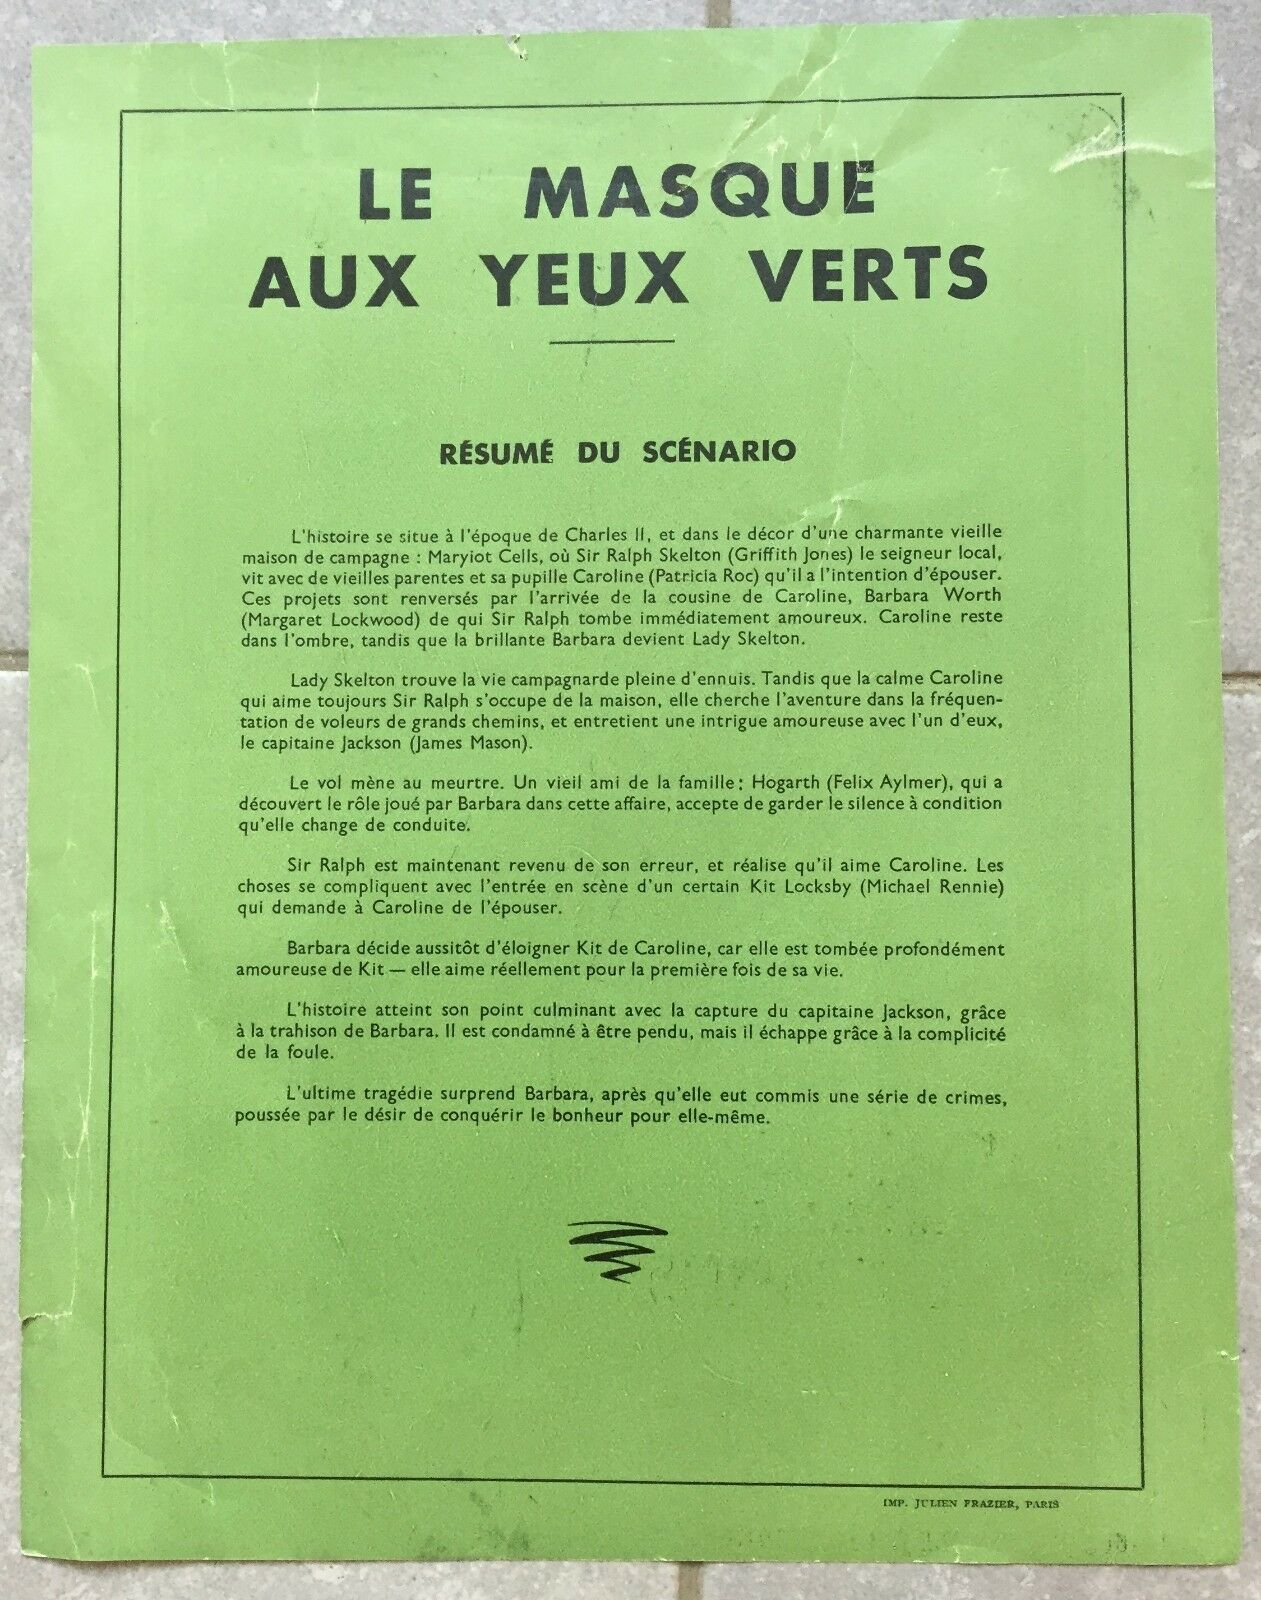 LE MASQUE
AUX YEUX VERTS
RÉSUMÉ DU SCÉNARIO
L'histoire se situe à l'époque de Charles II, et dans le décor d'une charmante vieille
maison de campagne : Maryiot Cells, où Sir Ralph Skelton (Griffith Jones) le seigneur local,
vit avec de vieilles parentes et sa pupille Caroline (Patricia Roc) qu'il a l'intention d'épouser.
Ces projets sont renversés par l'arrivée de la cousine de Caroline, Barbara Worth
(Margaret Lockwood) de qui Sir Ralph tombe immédiatement amoureux. Caroline reste
dans l'ombre, tandis que la brillante Barbara devient Lady Skelton.
Lady Skelton trouve la vie campagnarde pleine d'ennuis. Tandis que la calme Caroline
qui aime toujours Sir Ralph s'occupe de la maison, elle cherche l'aventure dans la fréquen-
tation de voleurs de grands chemins, et entretient une intrigue amoureuse avec l'un d'eux,
le capitaine Jackson (James Mason).
Le vol mène au meurtre. Un vieil ami de la famille : Hogarth (Felix Aylmer), qui a
découvert le rôle joué par Barbara dans cette affaire, accepte de garder le silence à condition
qu'elle change de conduite.
Sir Ralph est maintenant revenu de son erreur, et réalise qu'il aime Caroline. Les
choses se compliquent avec l'entrée en scène d'un certain Kit Locksby (Michael Rennie)
qui demande à Caroline de l'épouser.
Barbara décide aussitôt d'éloigner Kit de Caroline, car elle est tombée profondément
amoureuse de Kit — elle aime réellement pour la première fois de sa vie.
L'histoire atteint son point culminant avec la capture du capitaine Jackson, grâce
à la trahison de Barbara. Il est condamné à être pendu, mais il échappe grâce à la complicité
de la foule.
L'ultime tragédie surprend Barbara, après qu'elle eut commis une série de crimes,
poussée par le désir de conquérir le bonheur pour elle-même.
IMP. JULIEN FRAZIER, PARIS